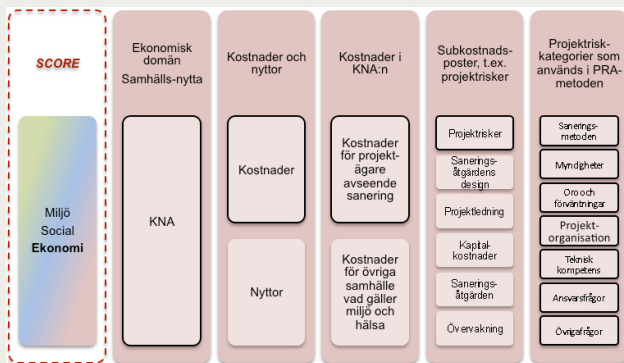 SCORE
Miljö
Social
Ekonomi
Ekonomisk
domän
Samhälls-nytta
KNA
Kostnader och
nyttor
Kostnader
Nyttor
Kostnader i
KNA:n
Kostnader
för projekt-
ägare
avseende
sanering
Kostnader
för övriga
samhälle
vad gäller
miljö och
hälsa
Subkostnads-
poster, t.ex.
projektrisker
Projektrisker
Sanerings-
åtgärdens
design
Projektledning
Kapital-
kostnader
Sanerings-
åtgärden
Övervakning
Projektrisk-
kategorier som
används i PRA-
metoden
Sanerings-
metoden
Myndigheter
Oro och
förväntningar
Projekt-
organisation
Teknisk
kompetens
Ansvarsfrågor
Övrigafrågor